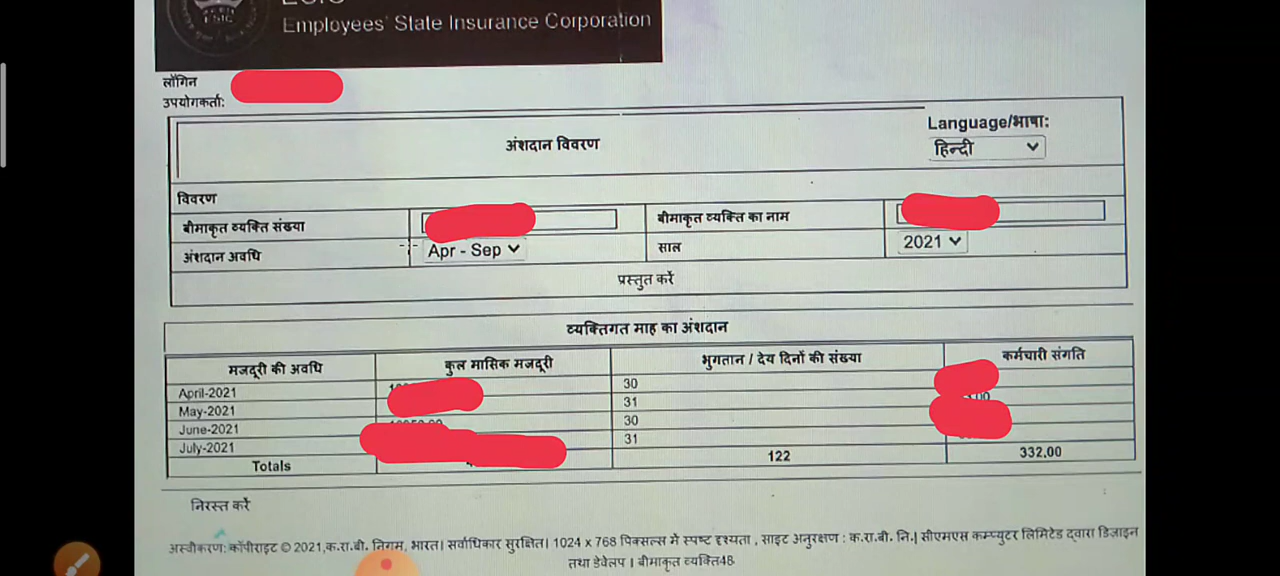 Employees' State Insurance Corporation
लॉगिन
उपयोगकर्ता:
अंशदान विवरण
Language/भाषा:
हिन्दी
विवरण
बीमाकृत व्यक्ति संख्या
बीमाकृत व्यक्ति का नाम
अंशदान अवधि Apr - Sep साल 2021
प्रस्तुत करें
व्यक्तिगत माह का अंशदान
मजदूरी की अवधि कुल मासिक मजदूरी भुगतान / देय दिनों की संख्या कर्मचारी संगति
April-2021 30
May-2021 31
June-2021 30
July-2021 31
Totals 122 332.00
निरस्त करें
अस्वीकरण: कॉपीराइट © 2021,क.रा.बी. निगम, भारत। सर्वाधिकार सुरक्षित। 1024 x 768 पिक्सल्स में स्पष्ट दृश्यता , साइट अनुरक्षण : क.रा.बी. नि.| सीएमएस कम्प्युटर लिमिटेड द्वारा डिज़ाइन
तथा डेवेलप । बीमाकृत व्यक्ति48